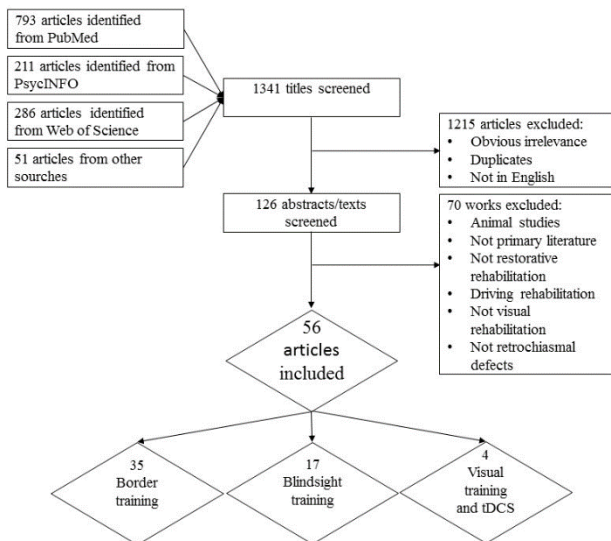 793 articles identified
from PubMed
211 articles identified from
PsycINFO
286 articles identified
from Web of Science
51 articles from other
sourches
1341 titles screened
1215 articles excluded:
• Obvious irrelevance
• Duplicates
• Not in English
126 abstracts/texts
screened
70 works excluded:
• Animal studies
• Not primary literature
• Not restorative
rehabilitation
• Driving rehabilitation
• Not visual
rehabilitation
• Not retrochiasmal
defects
56
articles
included
35
Border
training
17
Blindsight
training
4
Visual
training
and tDCS